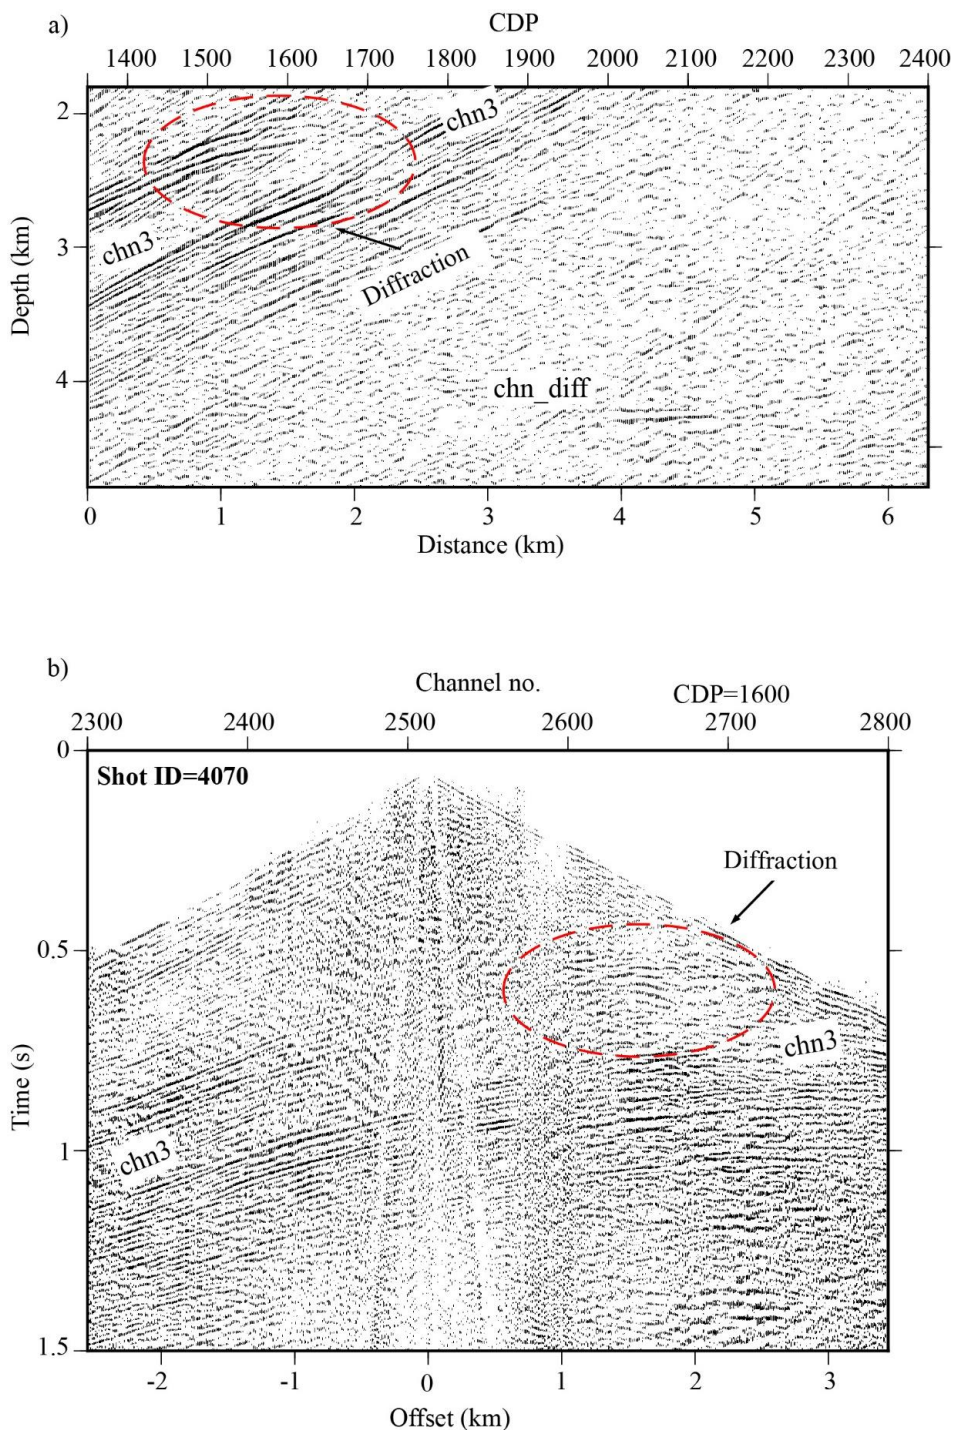 a)
CDP
1400 1500 1600 1700 1800 1900 2000 2100 2200 2300 2400
2
chn3
chn3
3
Diffraction
Depth (km)
4
chn_diff
0 1 2 3 4 5 6
Distance (km)
b)
Channel no.
CDP=1600
2300 2400 2500 2600 2700 2800
0
Shot ID=4070
Diffraction
0.5
chn3
Time (s)
1
chn3
1.5
-2 -1 0 1 2 3
Offset (km)